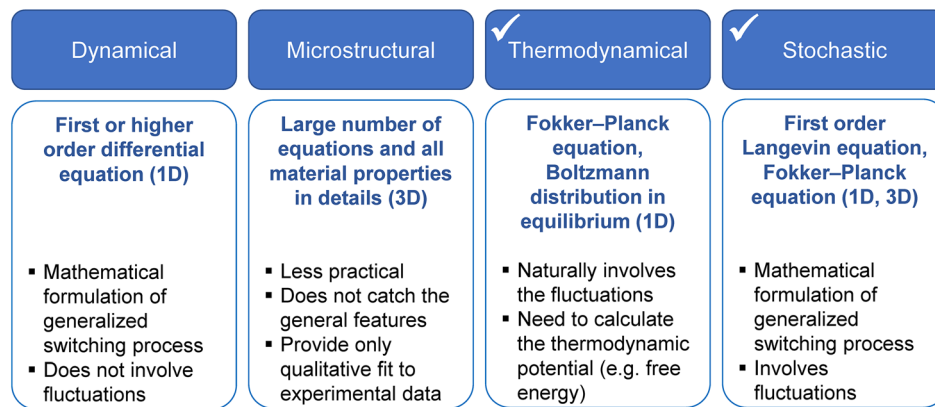 Dynamical
First or higher
order differential
equation (1D)
▪ Mathematical
formulation of
generalized
switching process
▪ Does not involve
fluctuations
Microstructural
Large number of
equations and all
material properties
in details (3D)
▪ Less practical
▪ Does not catch the
general features
▪ Provide only
qualitative fit to
experimental data
Thermodynamical
Fokker–Planck
equation,
Boltzmann
distribution in
equilibrium (1D)
▪ Naturally involves
the fluctuations
▪ Need to calculate
the thermodynamic
potential (e.g. free
energy)
Stochastic
First order
Langevin equation,
Fokker–Planck
equation (1D, 3D)
▪ Mathematical
formulation of
generalized
switching process
▪ Involves
fluctuations